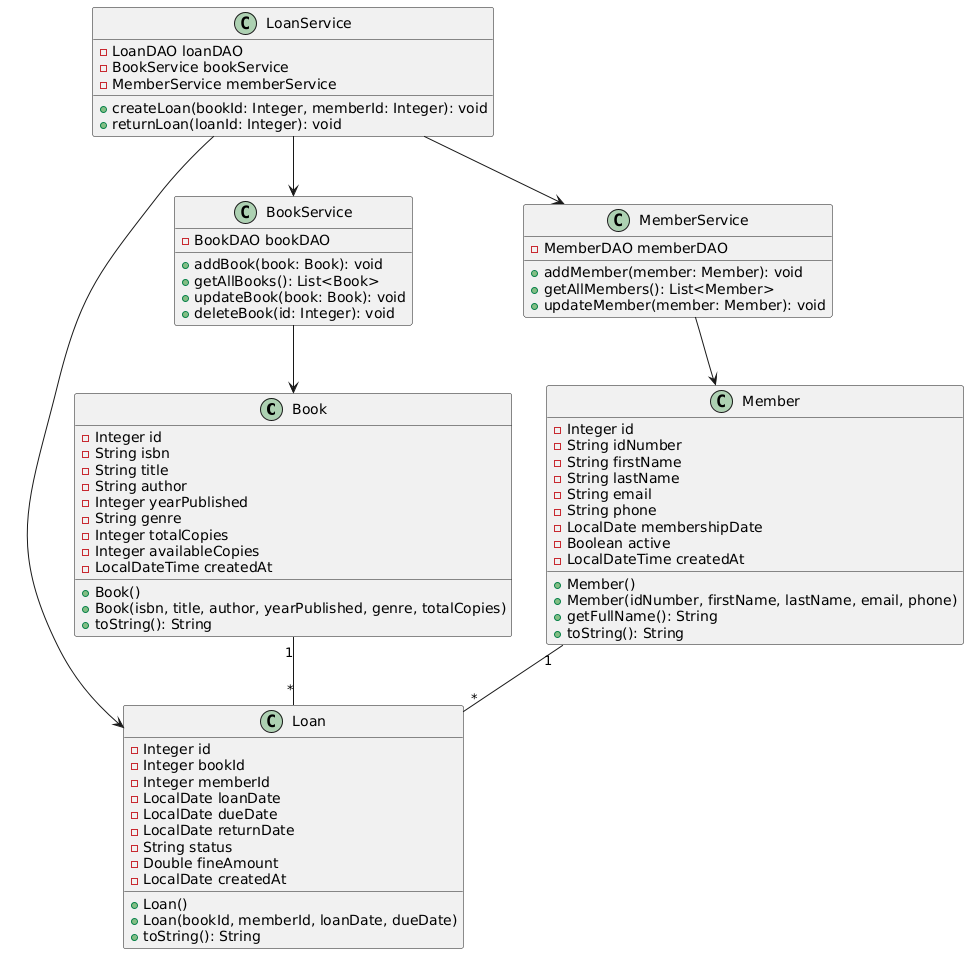 C LoanService
LoanDAO loanDAO
BookService bookService
MemberService memberService
createLoan(bookId: Integer, memberId: Integer): void
returnLoan(loanId: Integer): void
C BookService
BookDAO bookDAO
addBook(book: Book): void
getAllBooks(): List<Book>
updateBook(book: Book): void
deleteBook(id: Integer): void
C MemberService
MemberDAO memberDAO
addMember(member: Member): void
getAllMembers(): List<Member>
updateMember(member: Member): void
C Book
Integer id
String isbn
String title
String author
Integer yearPublished
String genre
Integer totalCopies
Integer availableCopies
LocalDateTime createdAt
Book()
Book(isbn, title, author, yearPublished, genre, totalCopies)
toString(): String
C Member
Integer id
String idNumber
String firstName
String lastName
String email
String phone
LocalDate membershipDate
Boolean active
LocalDateTime createdAt
Member()
Member(idNumber, firstName, lastName, email, phone)
getFullName(): String
toString(): String
1
*
1
*
C Loan
Integer id
Integer bookId
Integer memberId
LocalDate loanDate
LocalDate dueDate
LocalDate returnDate
String status
Double fineAmount
LocalDate createdAt
Loan()
Loan(bookId, memberId, loanDate, dueDate)
toString(): String